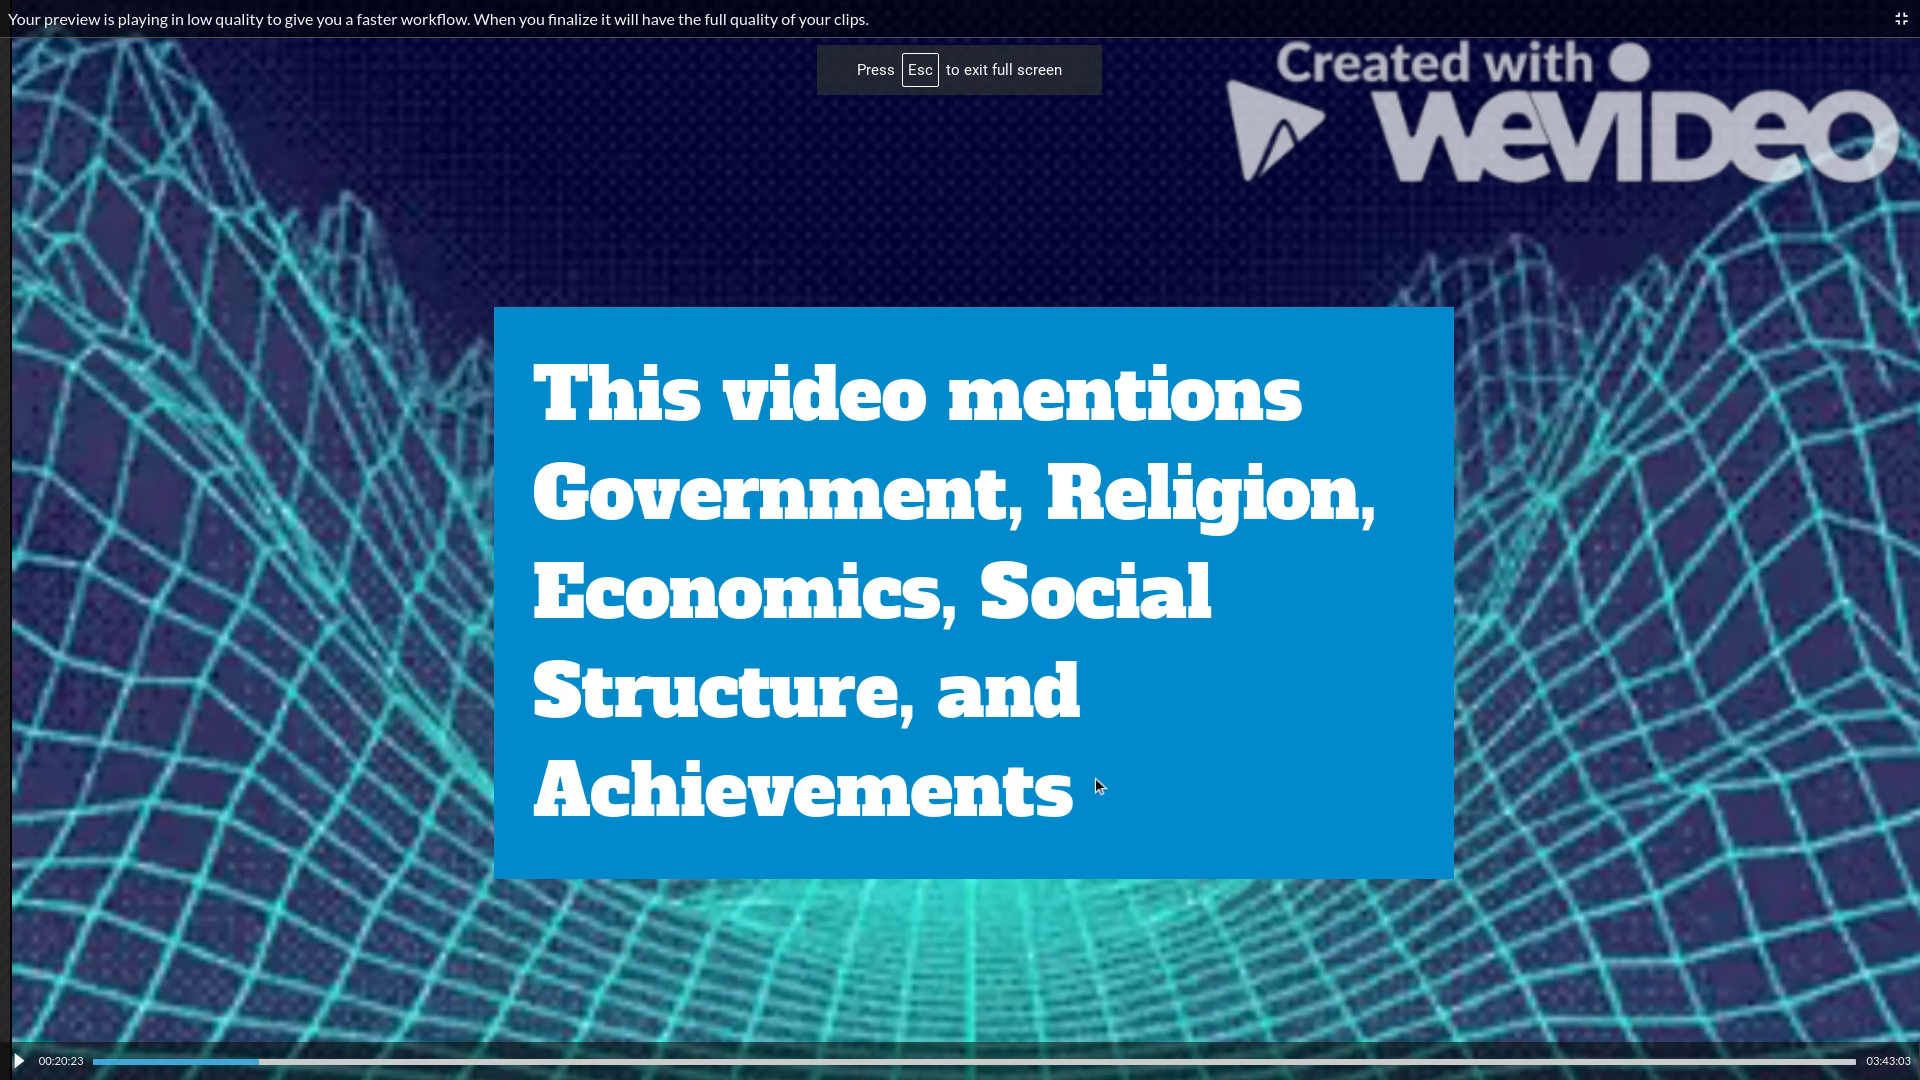 Your preview is playing in low quality to give you a faster workflow. When you finalize it will have the full quality of your clips.
Press Esc to exit full screen
Created with
WEVIDEO
This video mentions
Government, Religion,
Economics, Social
Structure, and
Achievements
00:20:23
03:43:03